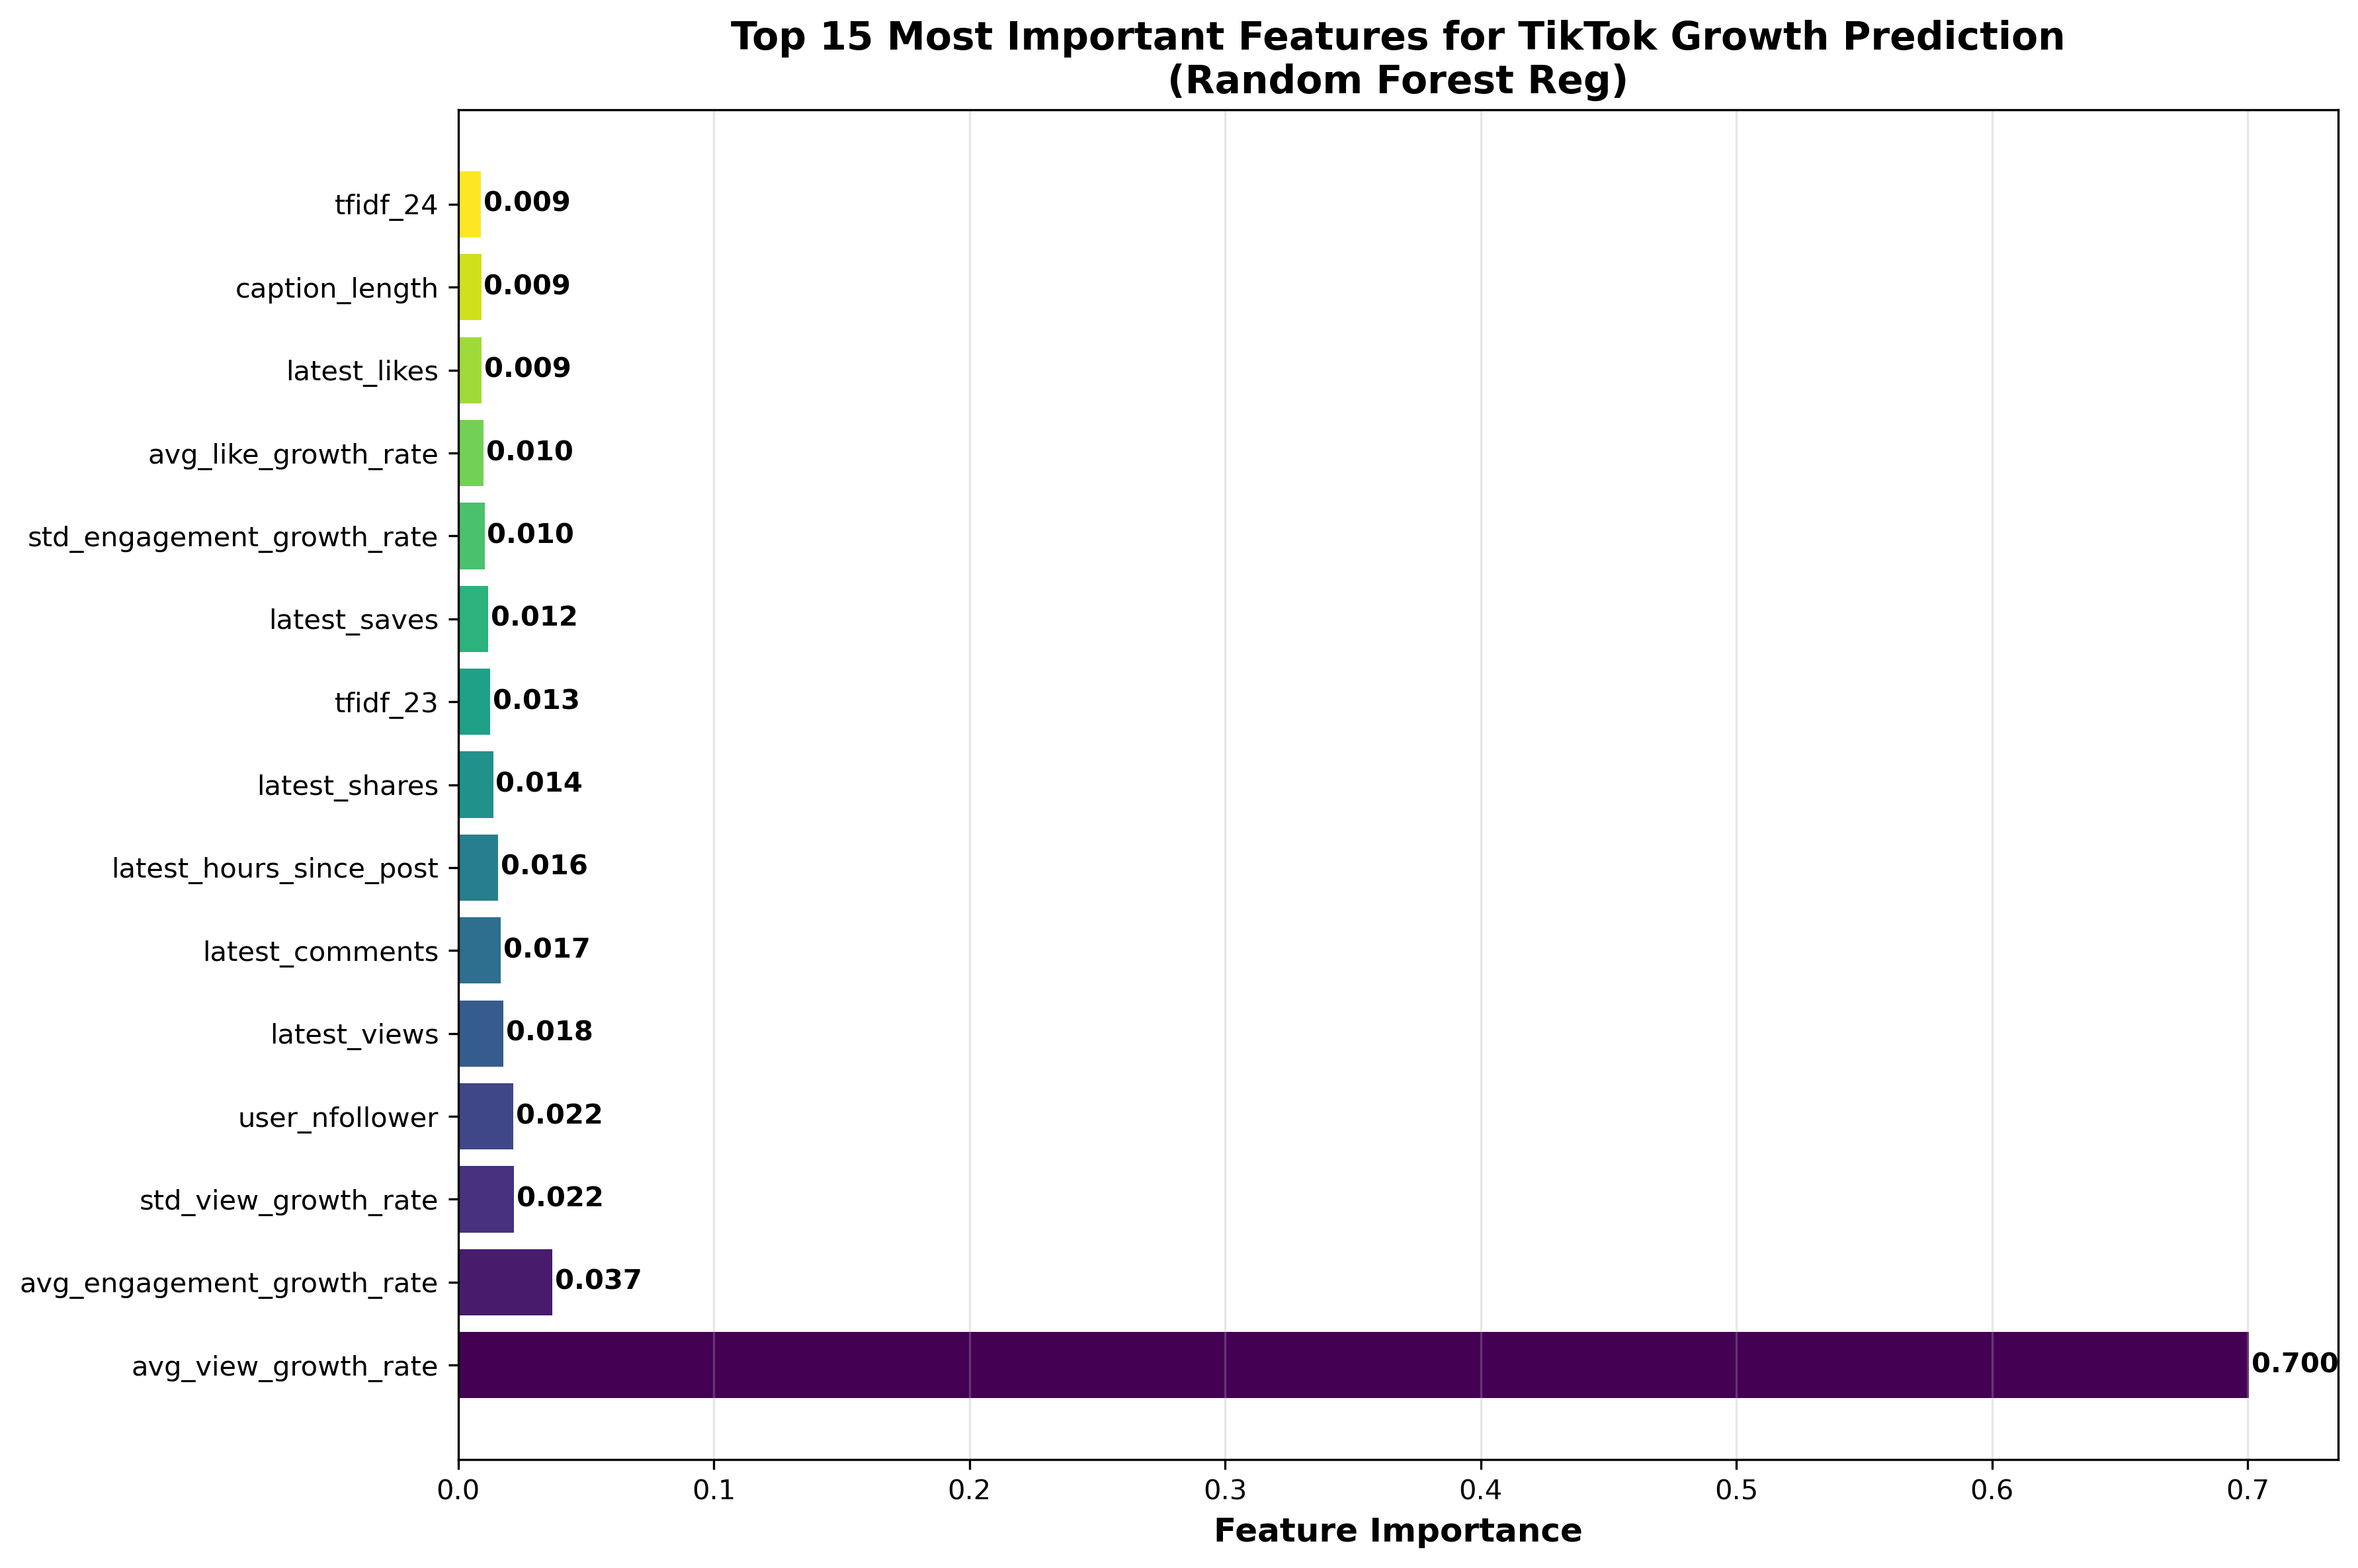 Top 15 Most Important Features for TikTok Growth Prediction
(Random Forest Reg)
tfidf_24 0.009
caption_length 0.009
latest_likes 0.009
avg_like_growth_rate 0.010
std_engagement_growth_rate 0.010
latest_saves 0.012
tfidf_23 0.013
latest_shares 0.014
latest_hours_since_post 0.016
latest_comments 0.017
latest_views 0.018
user_nfollower 0.022
std_view_growth_rate 0.022
avg_engagement_growth_rate 0.037
avg_view_growth_rate 0.700
0.0 0.1 0.2 0.3 0.4 0.5 0.6 0.7
Feature Importance